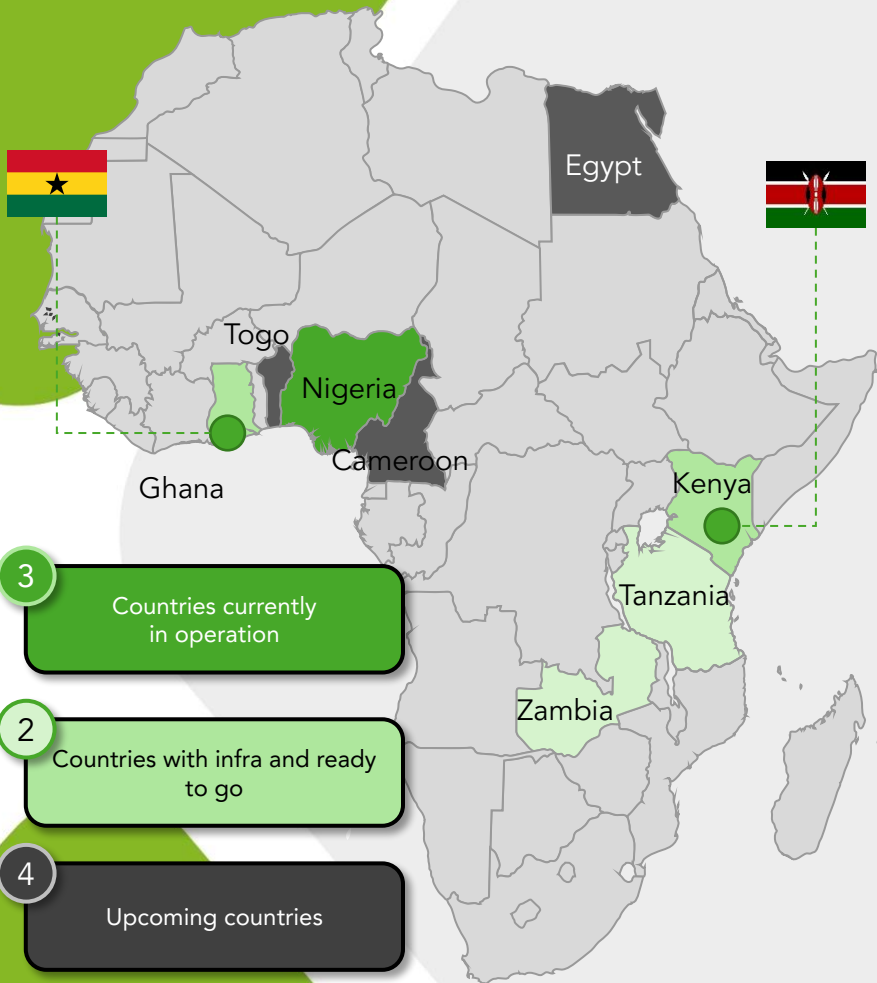 Egypt
Togo
Nigeria
Cameroon
Ghana
Kenya
Tanzania
Zambia
3
Countries currently
in operation
2
Countries with infra and ready
to go
4
Upcoming countries